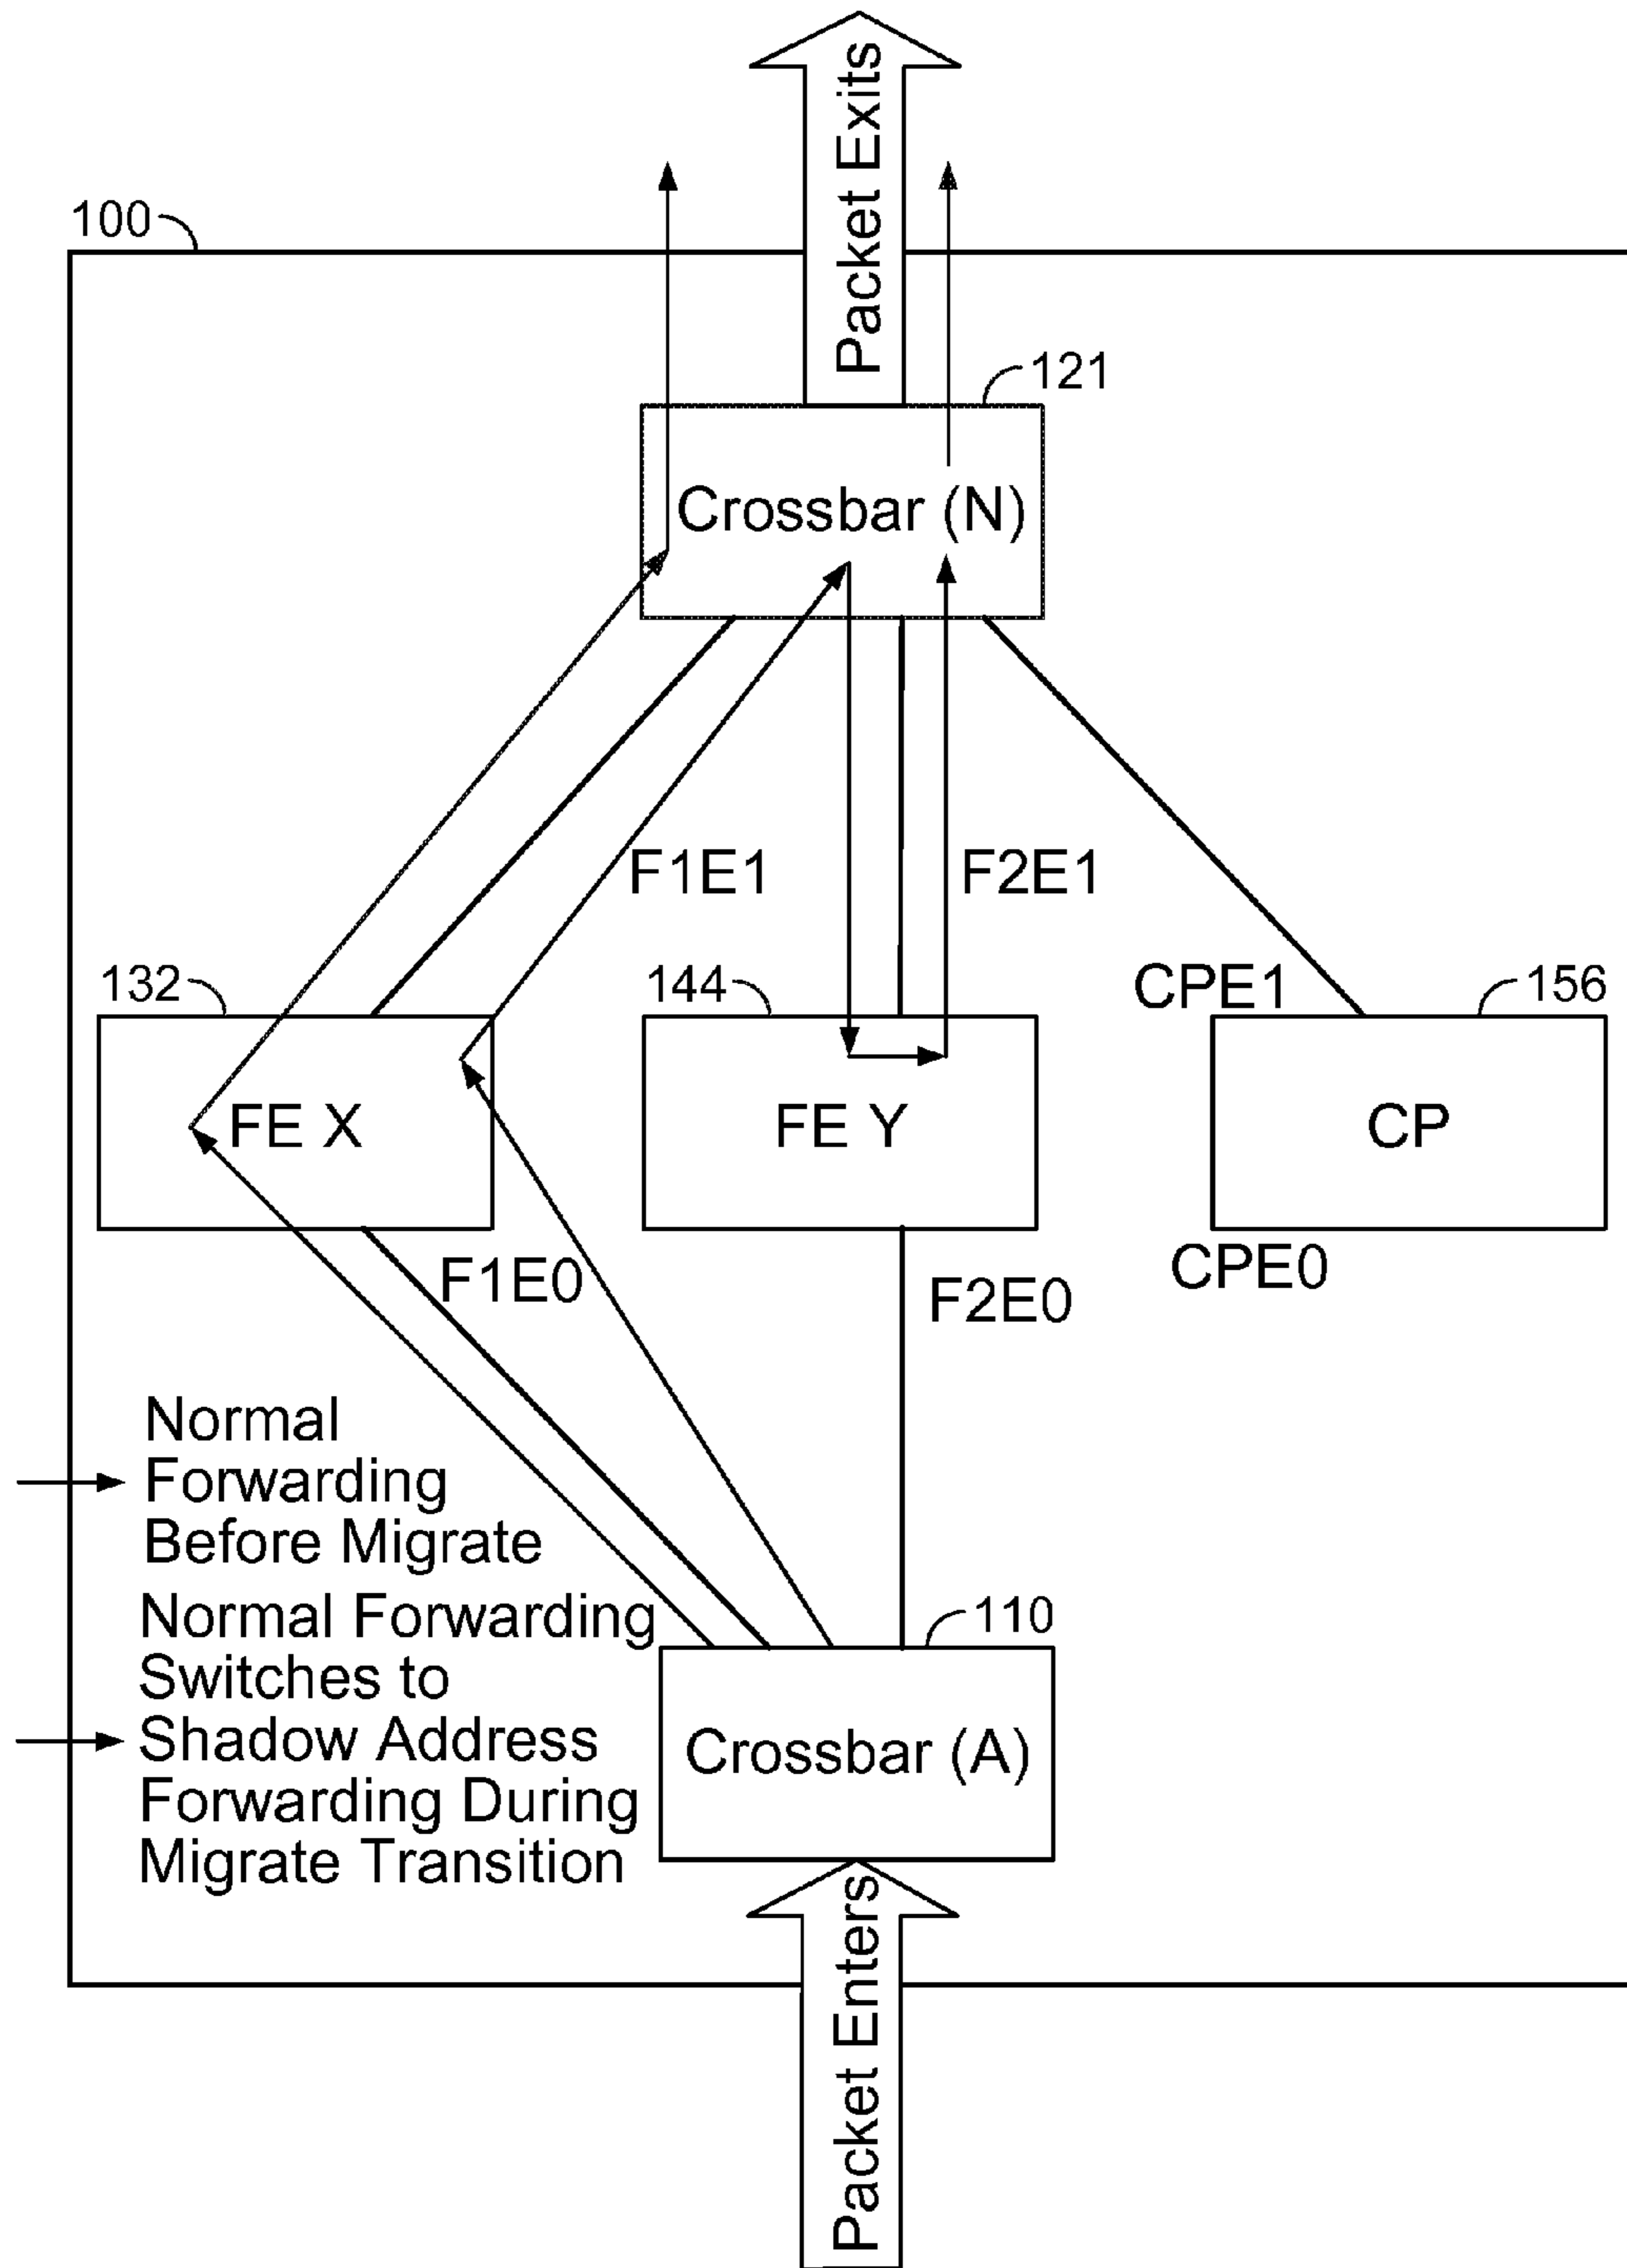 Packet Exits
100
121
Crossbar (N)
F1E1
F2E1
132
144
CPE1
156
FE X
FE Y
CP
F1E0
F2E0
CPE0
Normal
Forwarding
Before Migrate
Normal Forwarding
Switches to
Shadow Address
Forwarding During
Migrate Transition
110
Crossbar (A)
Packet Enters